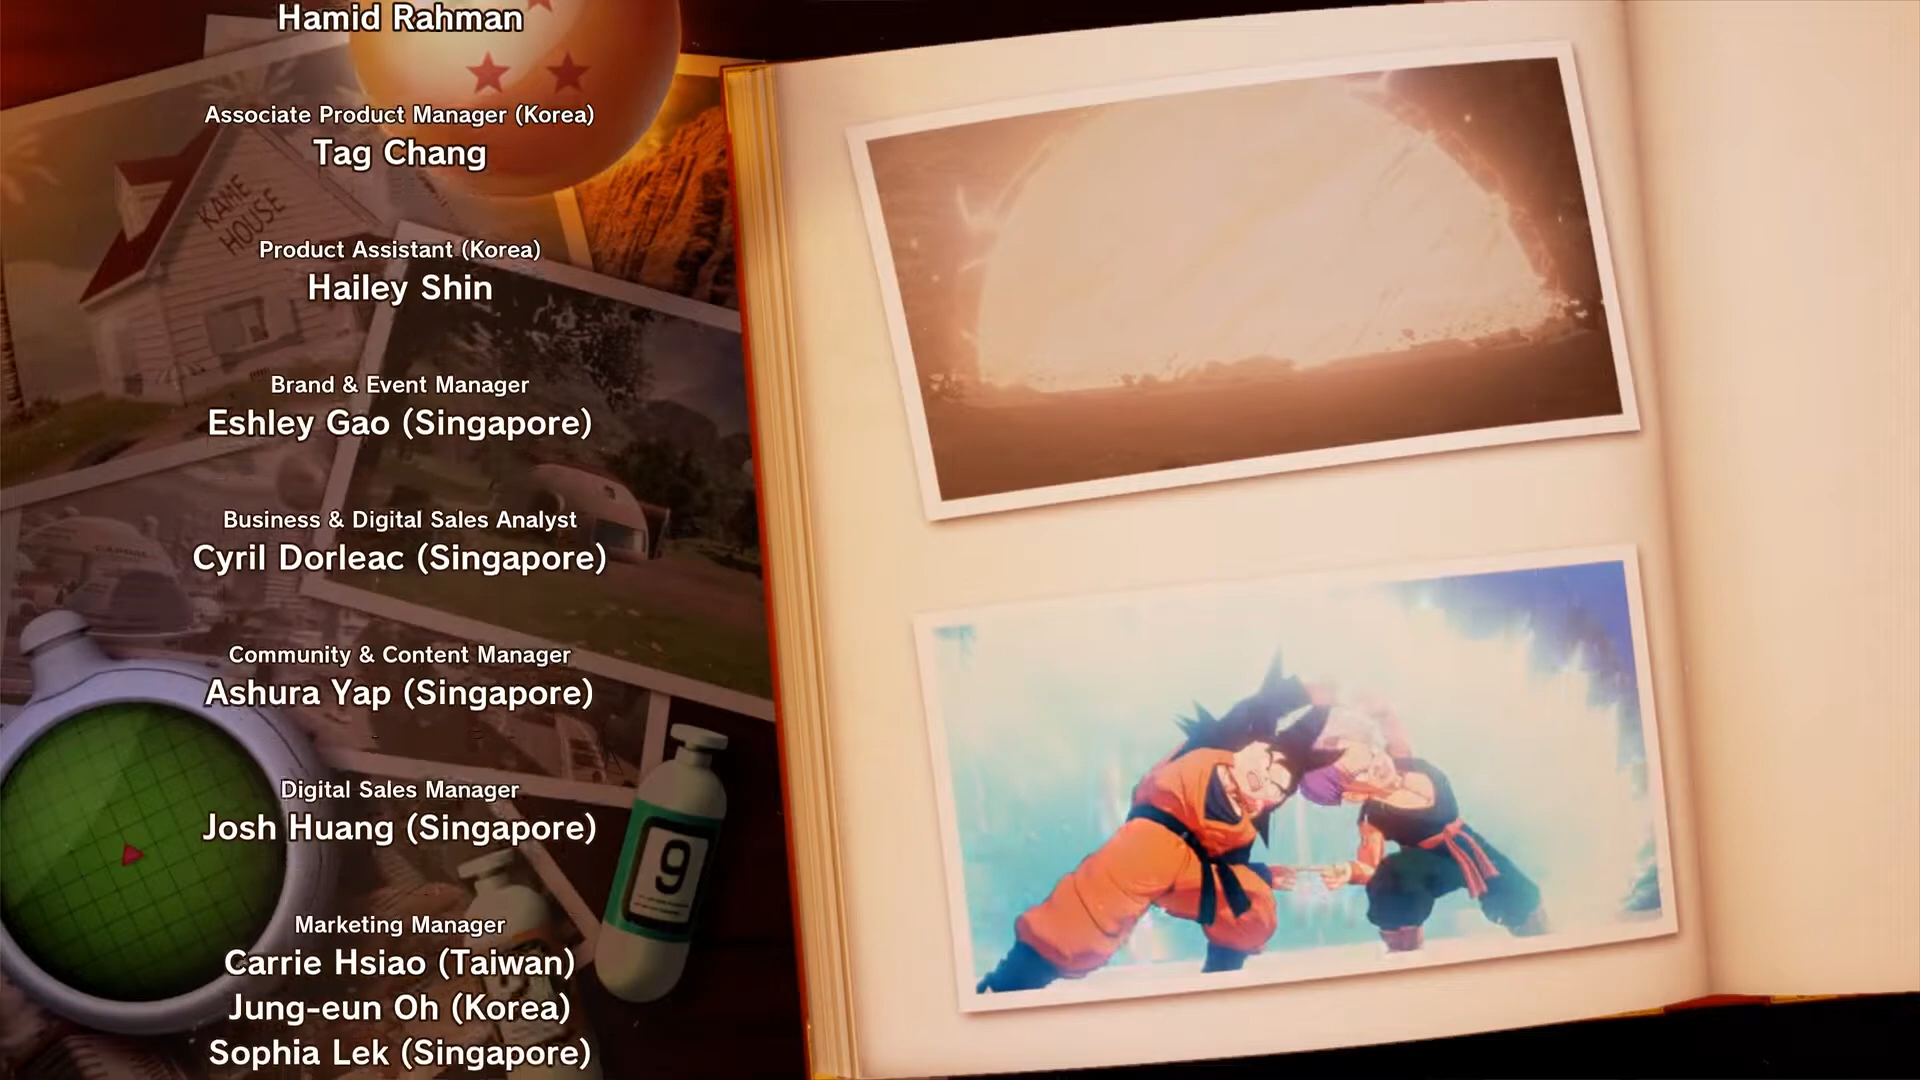 Hamid Rahman
Associate Product Manager (Korea)
Tag Chang
KAME
HOUSE
Product Assistant (Korea)
Hailey Shin
Brand & Event Manager
Eshley Gao (Singapore)
Business & Digital Sales Analyst
Cyril Dorleac (Singapore)
Community & Content Manager
Ashura Yap (Singapore)
Digital Sales Manager
Josh Huang (Singapore)
9
Marketing Manager
Carrie Hsiao (Taiwan)
Jung-eun Oh (Korea)
Sophia Lek (Singapore)